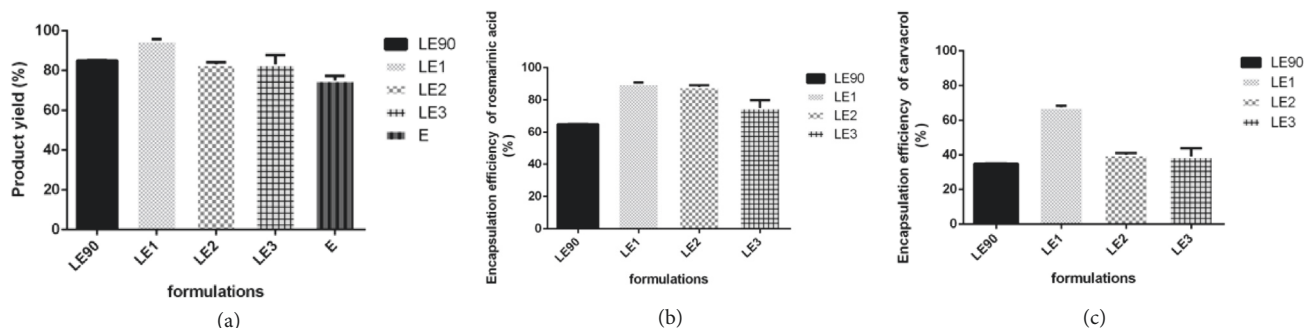 Product yield (%)
100
80
60
40
20
0
LE90
LE1
LE2
LE3
E
formulations
LE90
LE1
LE2
LE3
E
(a)
Encapsulation efficiency of rosmarinic acid
(%)
100
80
60
40
20
0
LE90
LE1
LE2
LE3
formulations
LE90
LE1
LE2
LE3
(b)
Encapsulation efficiency of carvacrol
(%)
100
80
60
40
20
0
LE90
LE1
LE2
LE3
formulations
LE90
LE1
LE2
LE3
(c)